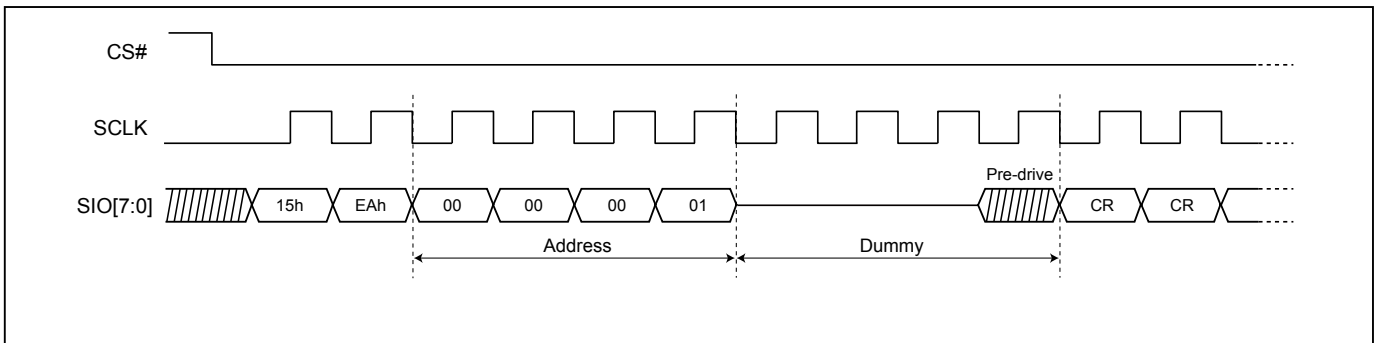 CS#
SCLK
Pre-drive
SIO[7:0] 15h EAh 00 00 00 01 CR CR
Address Dummy